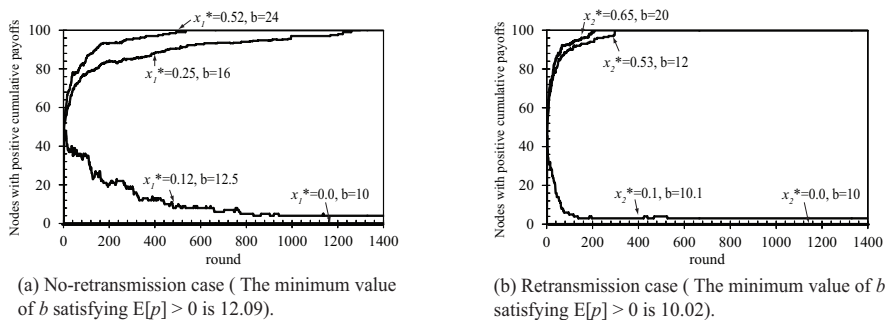 x₁*=0.52, b=24
100
80
60
40
20
0
Nodes with positive cumulative payoffs
x₁*=0.25, b=16
x₁*=0.12, b=12.5
x₁*=0.0, b=10
0 200 400 600 800 1000 1200 1400
round
(a) No-retransmission case ( The minimum value
of b satisfying E[p] > 0 is 12.09).
x₂*=0.65, b=20
100
80
60
40
20
0
Nodes with positive cumulative payoffs
x₂*=0.53, b=12
x₂*=0.1, b=10.1
x₂*=0.0, b=10
0 200 400 600 800 1000 1200 1400
round
(b) Retransmission case ( The minimum value of b
satisfying E[p] > 0 is 10.02).